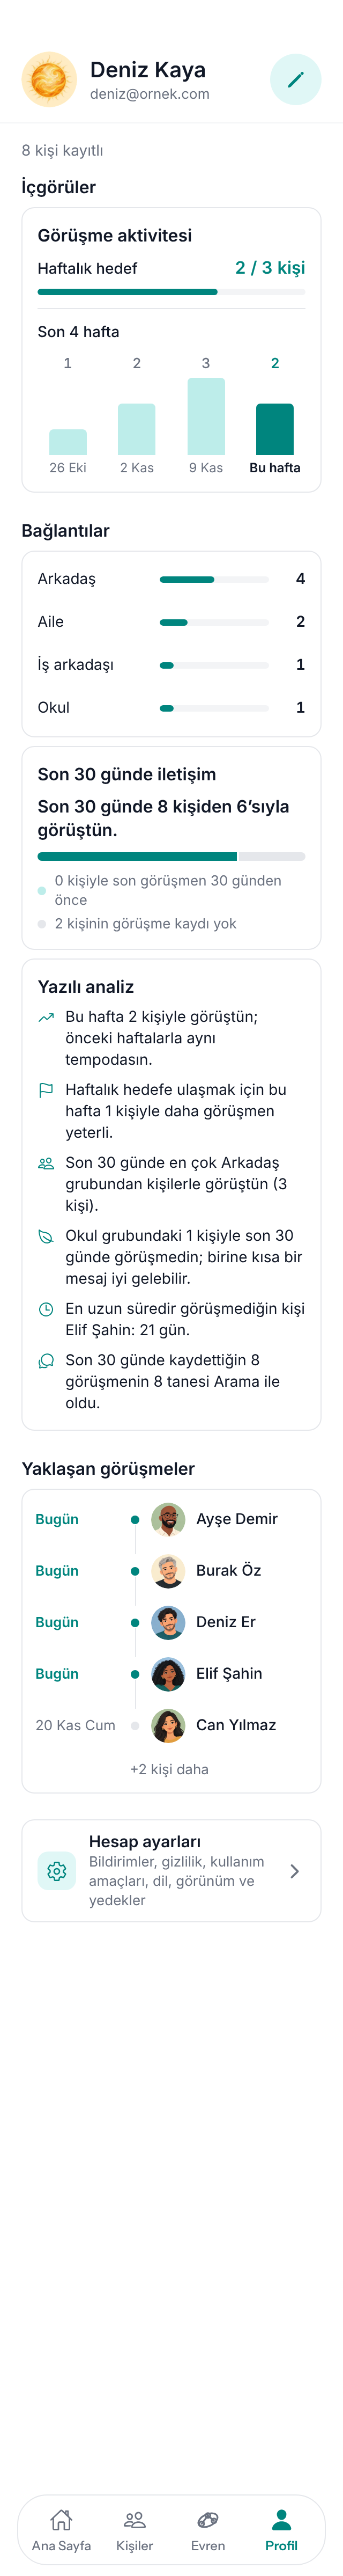 Deniz Kaya
deniz@ornek.com
8 kişi kayıtlı
İçgörüler
Görüşme aktivitesi
Haftalık hedef 2 / 3 kişi
Son 4 hafta
1 2 3 2
26 Eki 2 Kas 9 Kas Bu hafta
Bağlantılar
Arkadaş 4
Aile 2
İş arkadaşı 1
Okul 1
Son 30 günde iletişim
Son 30 günde 8 kişiden 6’sıyla
görüştün.
0 kişiyle son görüşmen 30 günden
önce
2 kişinin görüşme kaydı yok
Yazılı analiz
Bu hafta 2 kişiyle görüştün;
önceki haftalarla aynı
tempodasın.
Haftalık hedefe ulaşmak için bu
hafta 1 kişiyle daha görüşmen
yeterli.
Son 30 günde en çok Arkadaş
grubundan kişilerle görüştün (3
kişi).
Okul grubundaki 1 kişiyle son 30
günde görüşmedin; birine kısa bir
mesaj iyi gelebilir.
En uzun süredir görüşmediğin kişi
Elif Şahin: 21 gün.
Son 30 günde kaydettiğin 8
görüşmenin 8 tanesi Arama ile
oldu.
Yaklaşan görüşmeler
Bugün Ayşe Demir
Bugün Burak Öz
Bugün Deniz Er
Bugün Elif Şahin
20 Kas Cum Can Yılmaz
+2 kişi daha
Hesap ayarları
Bildirimler, gizlilik, kullanım
amaçları, dil, görünüm ve
yedekler
Ana Sayfa Kişiler Evren Profil